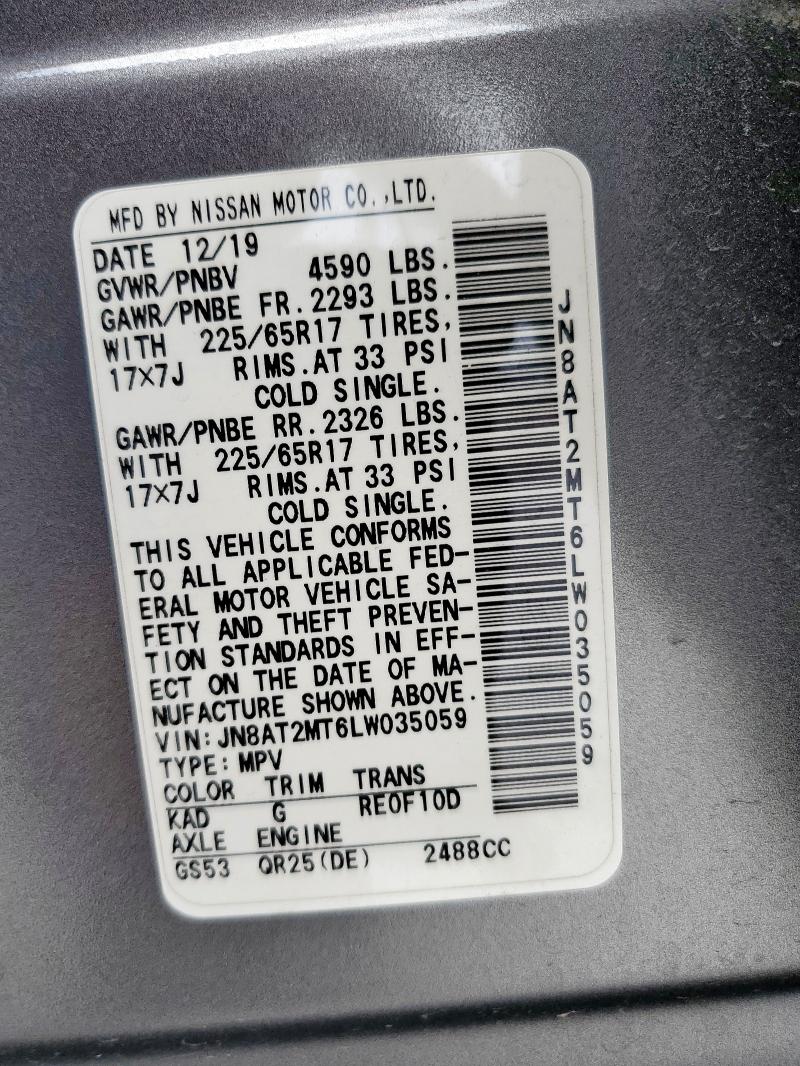 MFD BY NISSAN MOTOR CO.,LTD.
DATE 12/19
GVWR/PNBV 4590 LBS.
GAWR/PNBE FR.2293 LBS.
WITH 225/65R17 TIRES,
17X7J RIMS.AT 33 PSI
COLD SINGLE.
GAWR/PNBE RR.2326 LBS.
WITH 225/65R17 TIRES,
17X7J RIMS.AT 33 PSI
COLD SINGLE.
THIS VEHICLE CONFORMS
TO ALL APPLICABLE FED-
ERAL MOTOR VEHICLE SA-
FETY AND THEFT PREVEN-
TION STANDARDS IN EFF-
ECT ON THE DATE OF MA-
NUFACTURE SHOWN ABOVE.
VIN:JN8AT2MT6LW035059
TYPE:MPV
COLOR TRIM TRANS
KAD G RE0F10D
AXLE ENGINE
GS53 QR25(DE) 2488CC
JN8AT2MT6LW035059